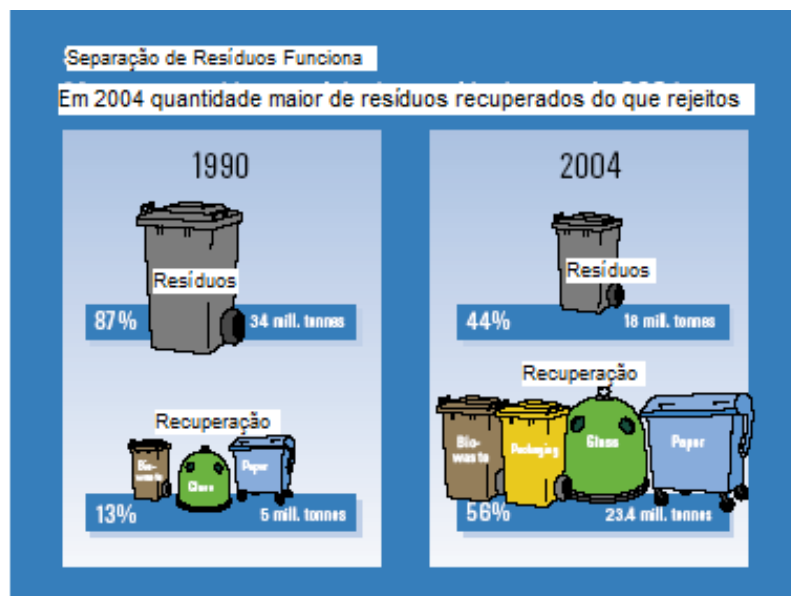 Separação de Resíduos Funciona
Em 2004 quantidade maior de resíduos recuperados do que rejeitos
1990
Resíduos
87% 34 mill. tonnes
Recuperação
Bio-
waste
Glass
Paper
13% 5 mill. tonnes
2004
Resíduos
44% 18 mill. tonnes
Recuperação
Bio-
waste
Packaging
Glass
Paper
56% 23.4 mill. tonnes